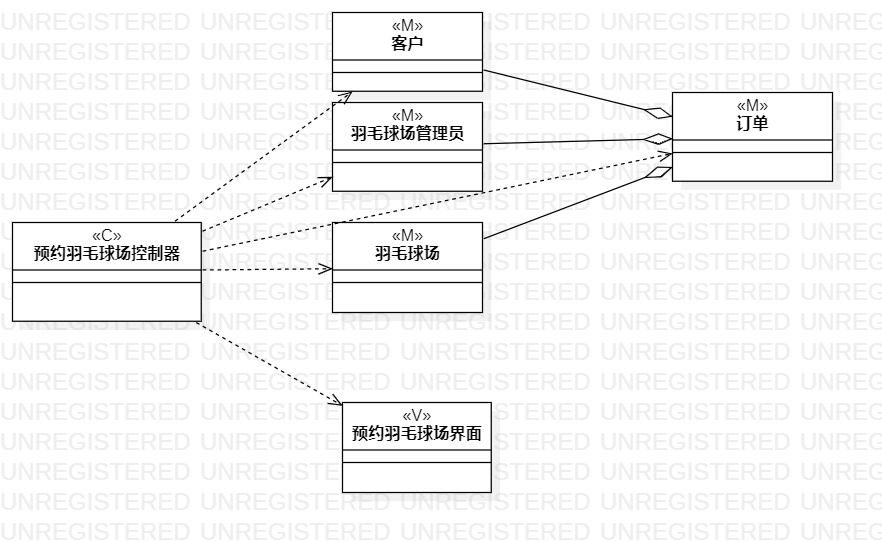 «M»
客户
«M»
羽毛球场管理员
«M»
订单
«C»
预约羽毛球场控制器
«M»
羽毛球场
«V»
预约羽毛球场界面
UNREGISTERED UNREGISTERED UNREGISTERED UNREGISTERED UNREG